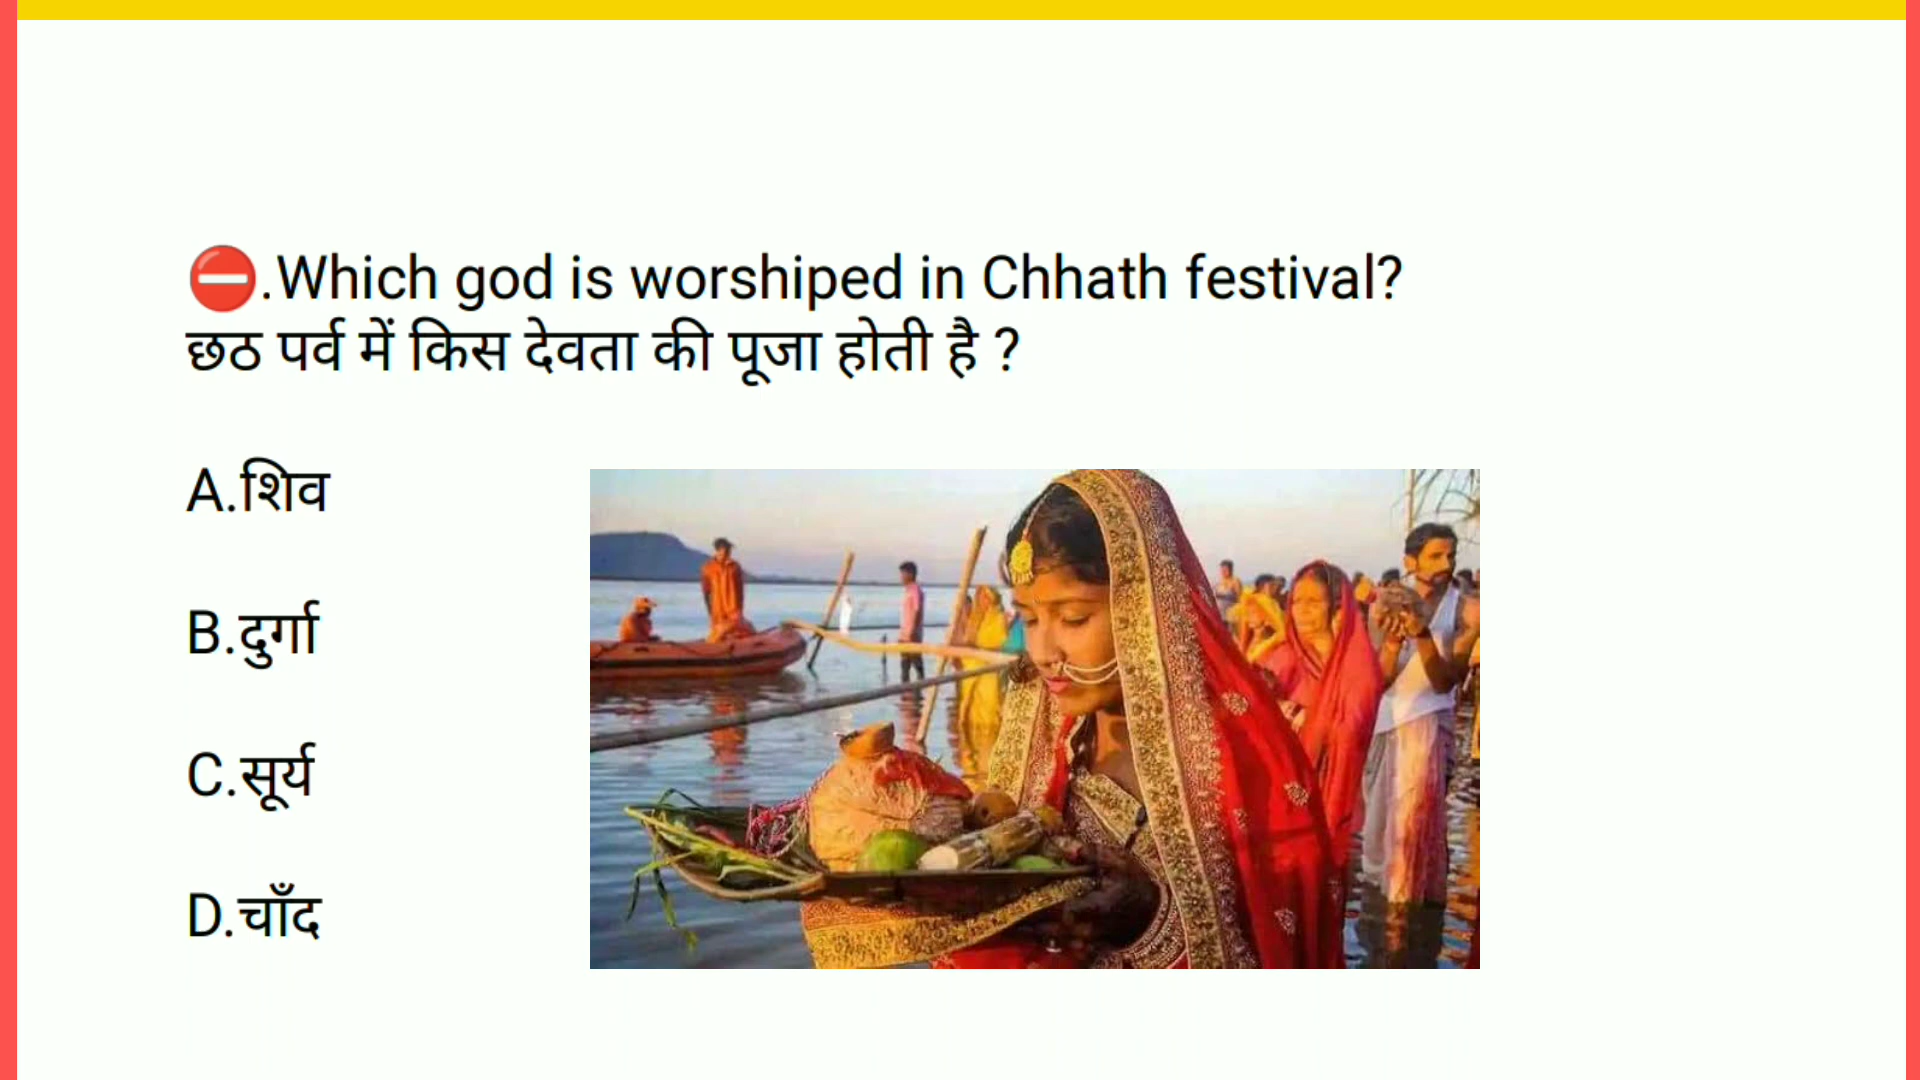 ⛔.Which god is worshiped in Chhath festival?
छठ पर्व में किस देवता की पूजा होती है ?
A.शिव
B.दुर्गा
C.सूर्य
D.चाँद